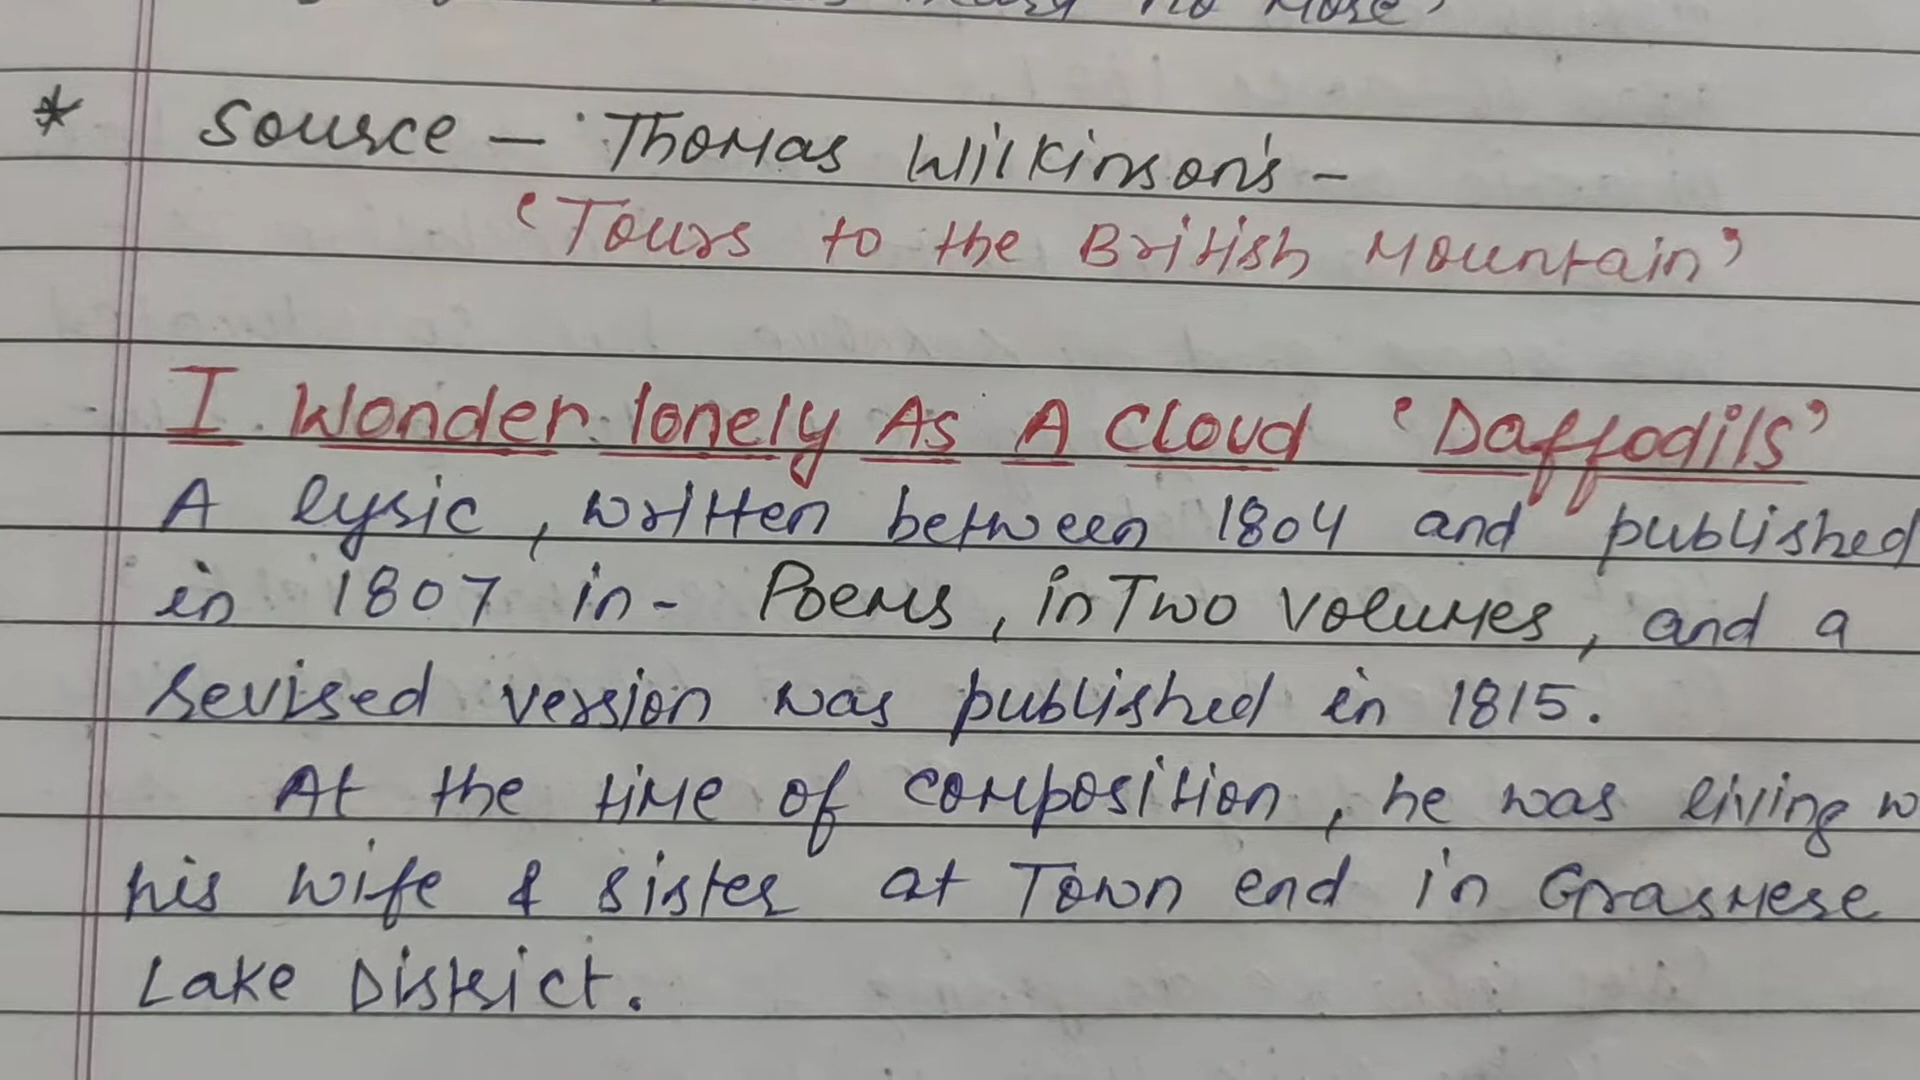 no more'
* Source - Thomas Wilkinson's -
'Tours to the British Mountain'
I Wonder lonely As A Cloud 'Daffodils'
A lyric, written between 1804 and published
in 1807 in - Poems, in Two Volumes, and a
revised version was published in 1815.
At the time of composition, he was living w
his wife & sister at Town end in Grasmere
Lake District.